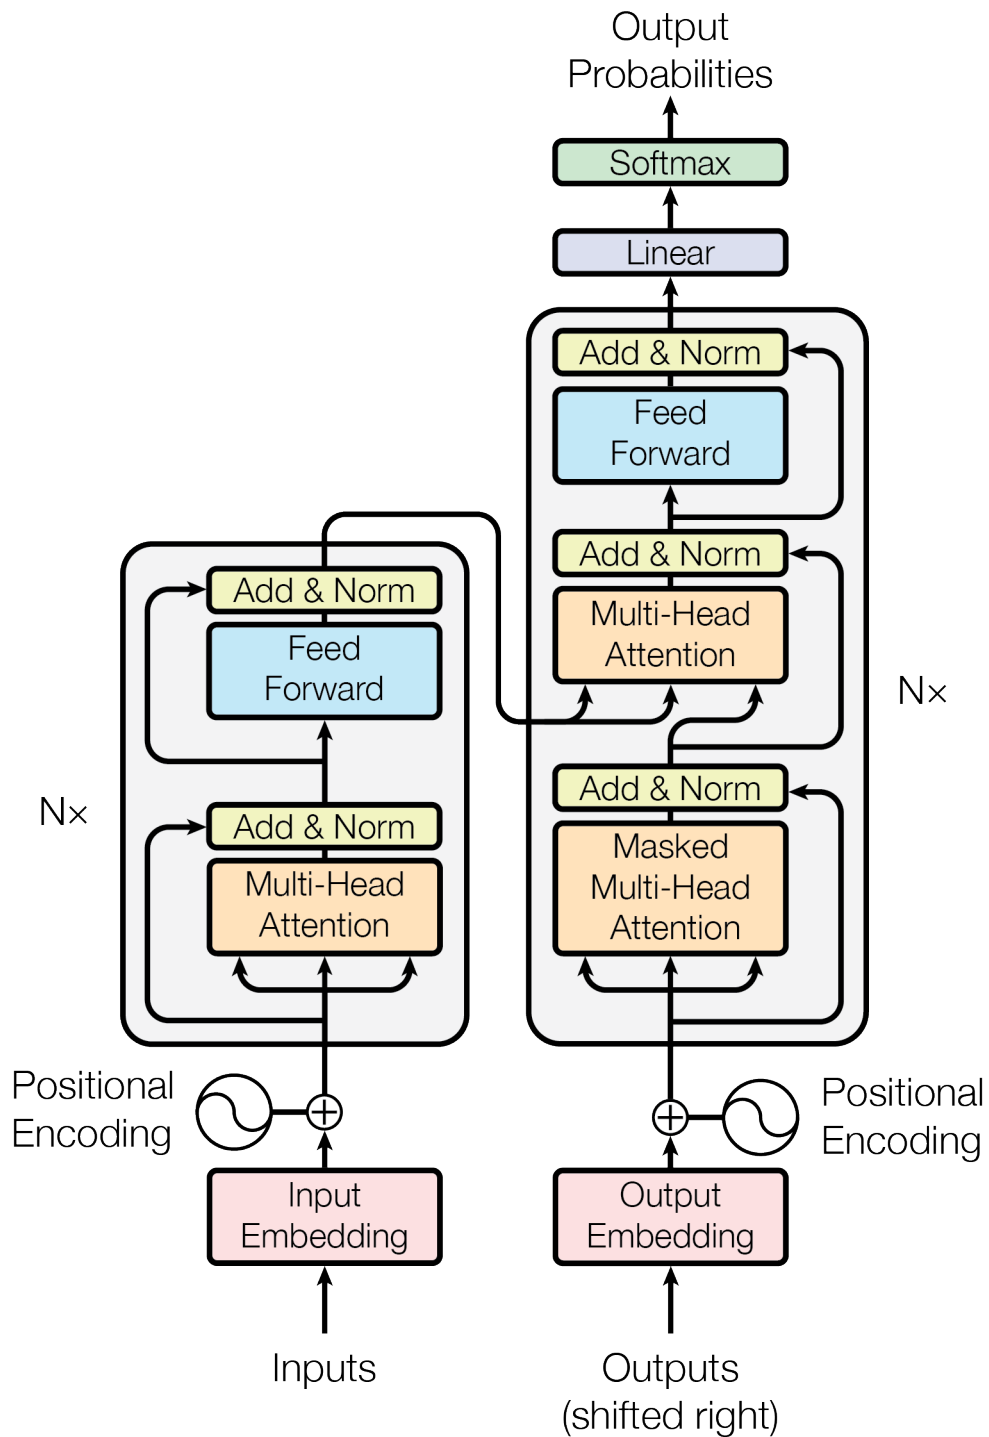 Output
Probabilities
Softmax
Linear
Add & Norm
Feed
Forward
Add & Norm
Multi-Head
Attention
Add & Norm
Masked
Multi-Head
Attention
N×
Add & Norm
Feed
Forward
Add & Norm
Multi-Head
Attention
N×
Positional
Encoding
Positional
Encoding
Input
Embedding
Output
Embedding
Inputs
Outputs
(shifted right)